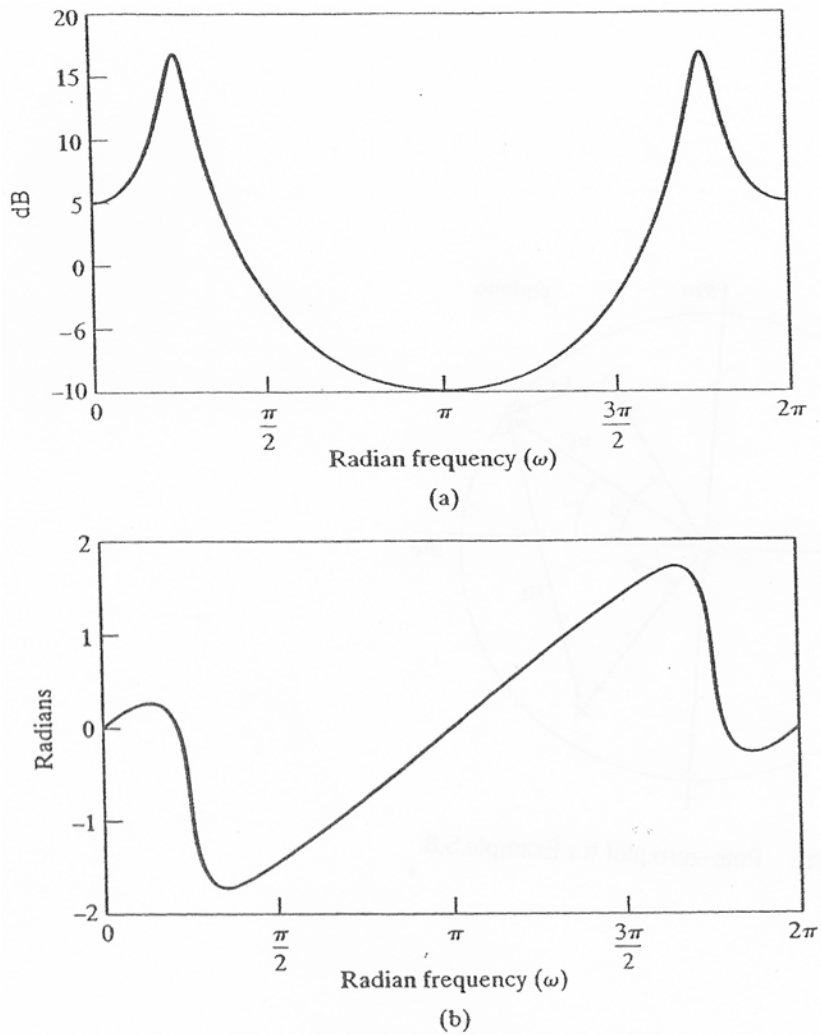 20
15
10
5
0
−6
−10
dB
0
π/2
π
3π/2
2π
Radian frequency (ω)
(a)
2
1
0
−1
−2
Radians
0
π/2
π
3π/2
2π
Radian frequency (ω)
(b)